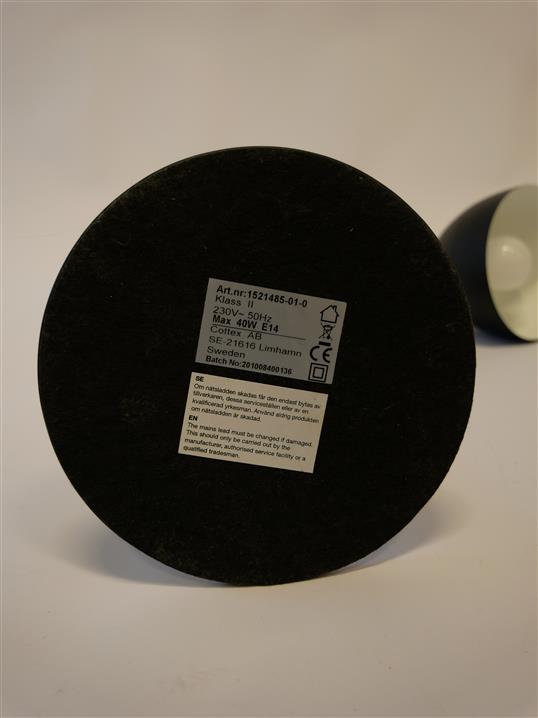 Art.nr:1521485-01-0
Klass II
230V~ 50Hz
Max 40W E14
Cottex AB
SE-21616 Limhamn
Sweden
Batch No:201008400136
CE
SE
Om nätsladden skadas får den endast bytas av
tillverkaren, dessa serviceställen eller av en
kvalificerad yrkesman. Använd aldrig produkten
om nätsladden är skadad.
EN
The mains lead must be changed if damaged.
This should only be carried out by the
manufacturer, authorised service facility or a
qualified tradesman.